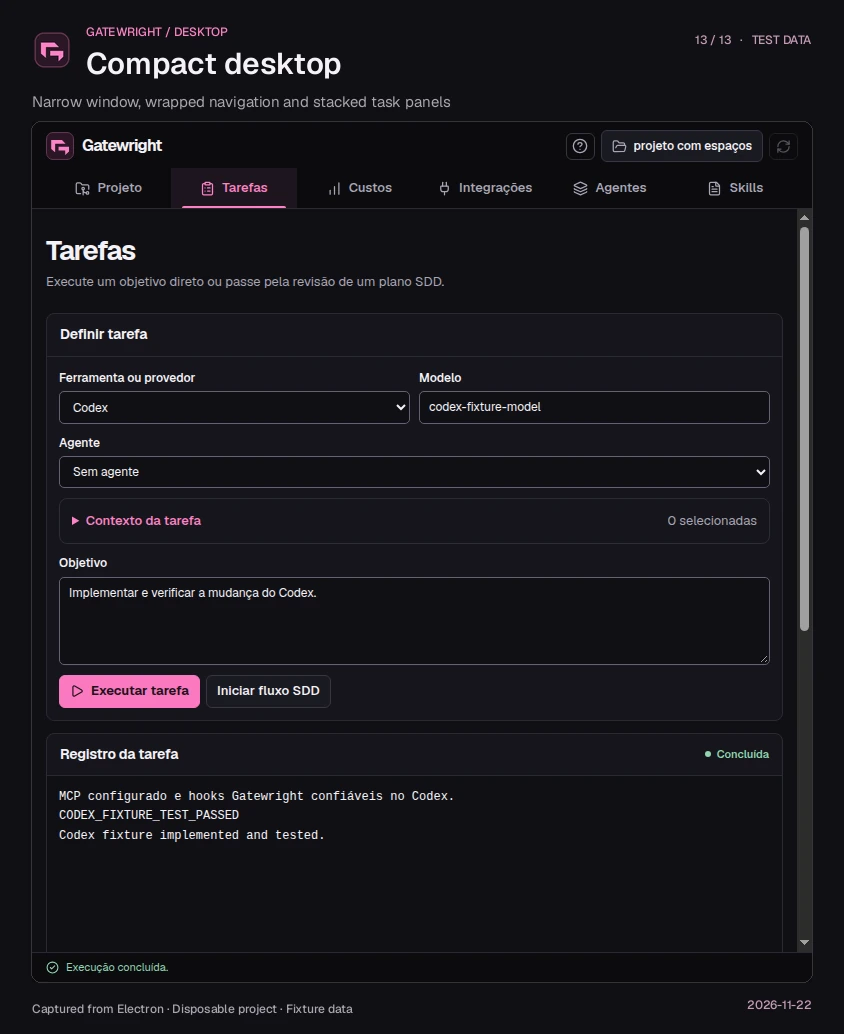 GATEWRIGHT / DESKTOP
Compact desktop
13 / 13 · TEST DATA
Narrow window, wrapped navigation and stacked task panels
Gatewright
projeto com espaços
Projeto
Tarefas
Custos
Integrações
Agentes
Skills
Tarefas
Execute um objetivo direto ou passe pela revisão de um plano SDD.
Definir tarefa
Ferramenta ou provedor
Modelo
Codex
codex-fixture-model
Agente
Sem agente
Contexto da tarefa
0 selecionadas
Objetivo
Implementar e verificar a mudança do Codex.
Executar tarefa
Iniciar fluxo SDD
Registro da tarefa
Concluída
MCP configurado e hooks Gatewright confiáveis no Codex.
CODEX_FIXTURE_TEST_PASSED
Codex fixture implemented and tested.
Execução concluída.
Captured from Electron · Disposable project · Fixture data
2026-11-22